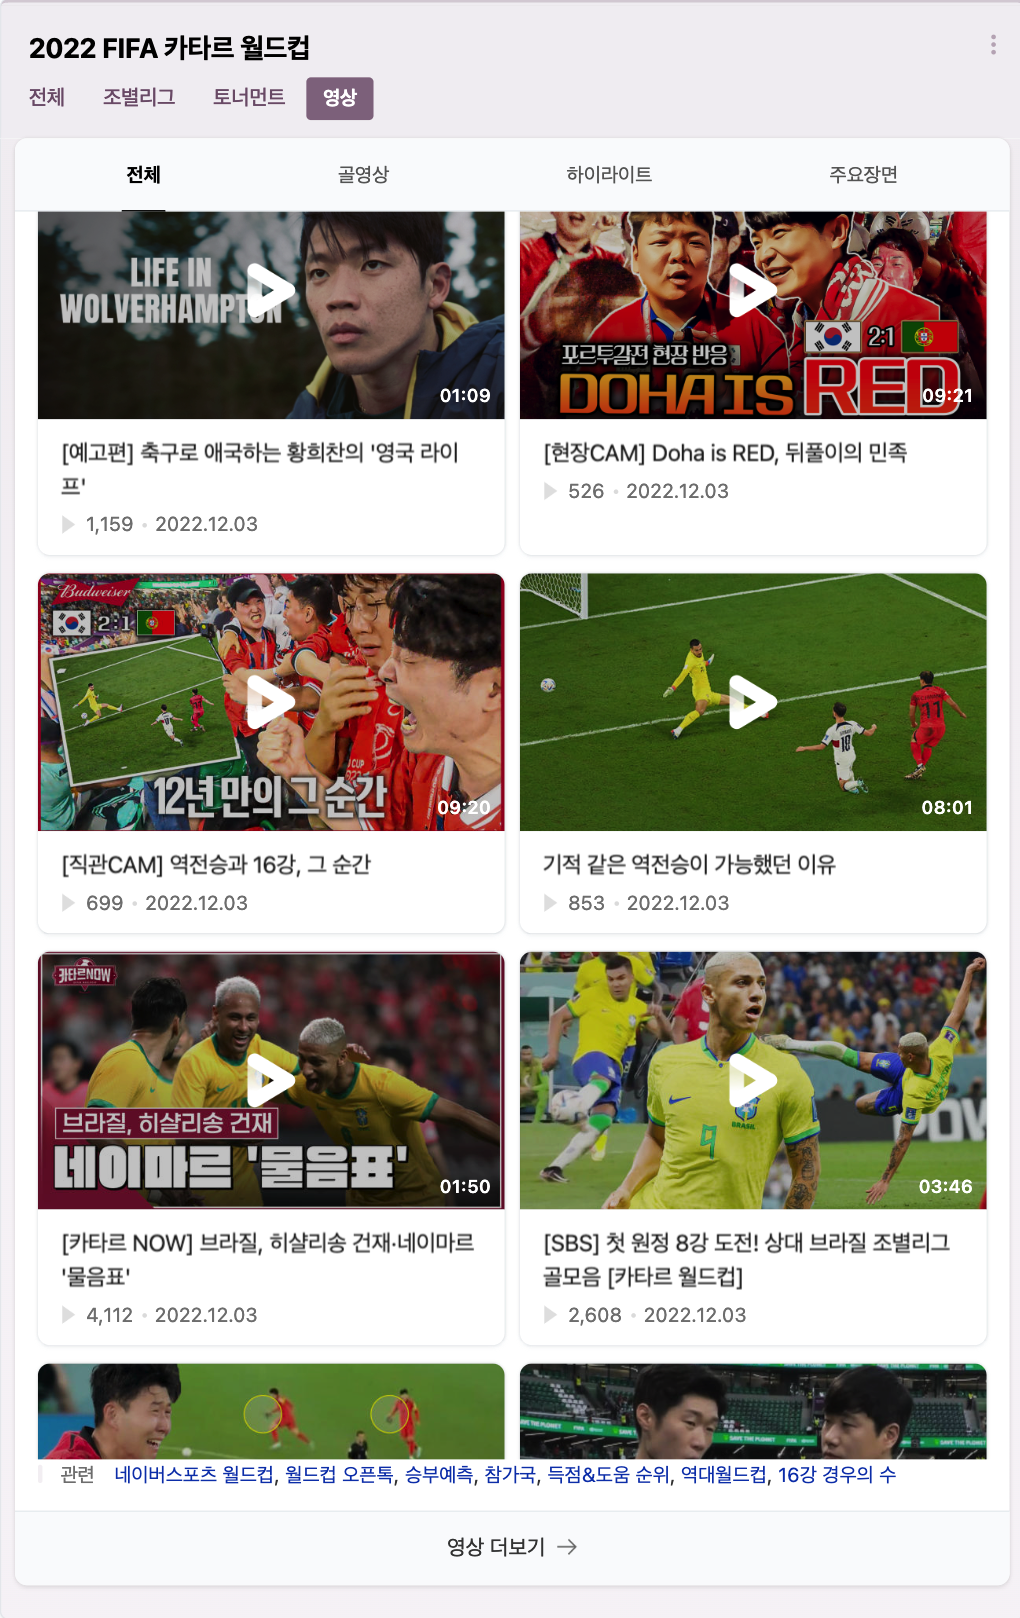 2022 FIFA 카타르 월드컵
전체 조별리그 토너먼트 영상
전체 골영상 하이라이트 주요장면
LIFE IN
WOLVERHAMPTON
01:09
2:1
포르투갈전 현장 반응
DOHA IS RED
09:21
[예고편] 축구로 애국하는 황희찬의 '영국 라이
프'
1,159 • 2022.12.03
[현장CAM] Doha is RED, 뒤풀이의 민족
526 • 2022.12.03
Budweiser
2:1
12년 만의 그 순간
09:20
11
10
08:01
[직관CAM] 역전승과 16강, 그 순간
699 • 2022.12.03
기적 같은 역전승이 가능했던 이유
853 • 2022.12.03
카타르NOW
브라질, 히샬리송 건재
네이마르 '물음표'
01:50
BRASIL
9
03:46
[카타르 NOW] 브라질, 히샬리송 건재·네이마르
'물음표'
4,112 • 2022.12.03
[SBS] 첫 원정 8강 도전! 상대 브라질 조별리그
골모음 [카타르 월드컵]
2,608 • 2022.12.03
SAVE THE PLANET
관련 네이버스포츠 월드컵, 월드컵 오픈톡, 승부예측, 참가국, 득점&도움 순위, 역대월드컵, 16강 경우의 수
영상 더보기 →